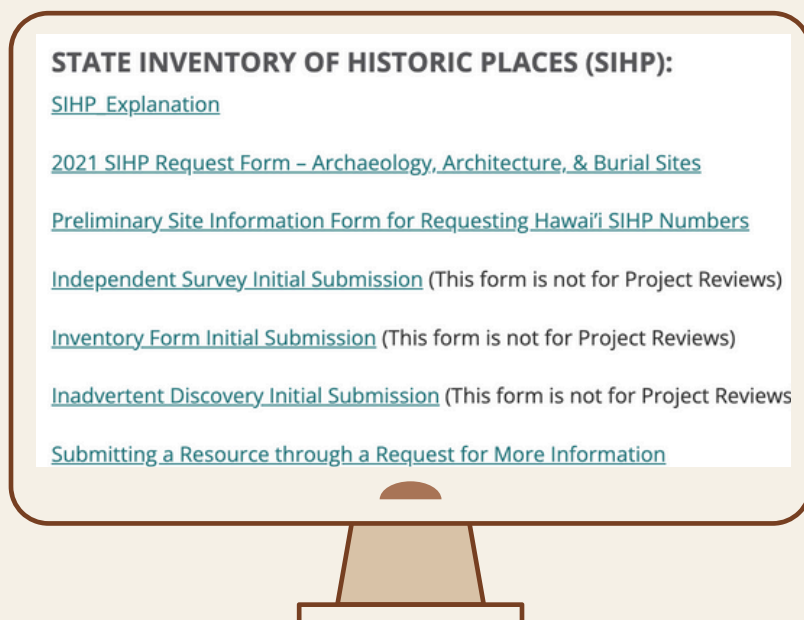 STATE INVENTORY OF HISTORIC PLACES (SIHP):
SIHP_Explanation
2021 SIHP Request Form – Archaeology, Architecture, & Burial Sites
Preliminary Site Information Form for Requesting Hawai’i SIHP Numbers
Independent Survey Initial Submission (This form is not for Project Reviews)
Inventory Form Initial Submission (This form is not for Project Reviews)
Inadvertent Discovery Initial Submission (This form is not for Project Reviews
Submitting a Resource through a Request for More Information